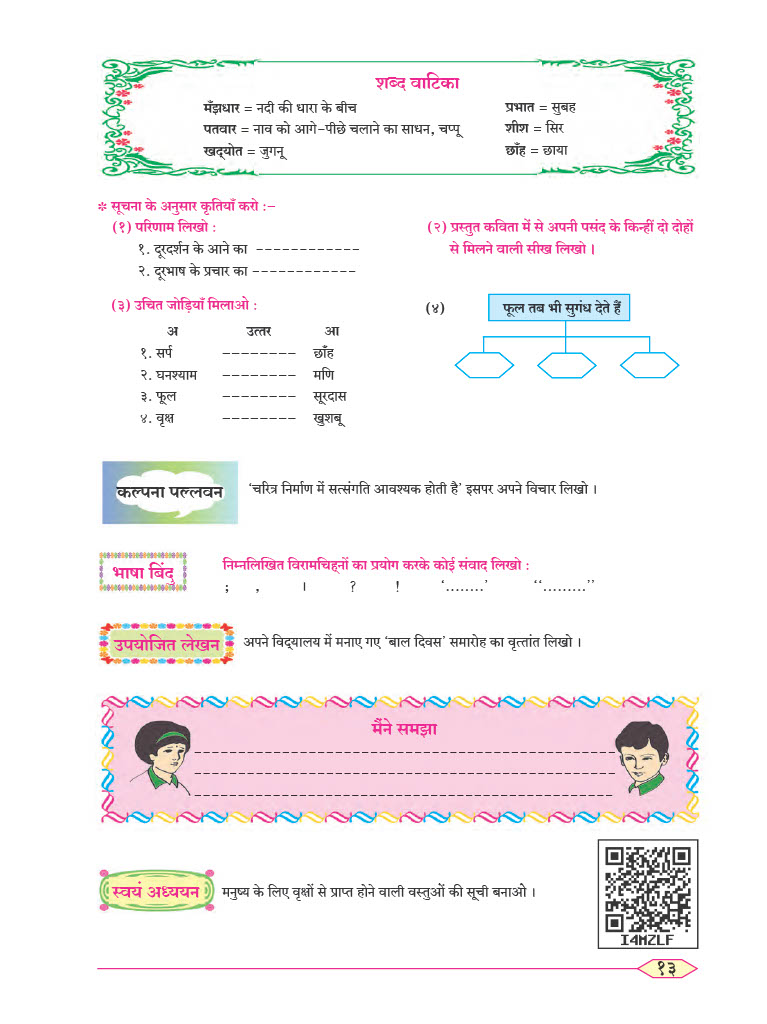 शब्द वाटिका
मँझधार = नदी की धारा के बीच
पतवार = नाव को आगे-पीछे चलाने का साधन, चप्पू
खद्‌योत = जुगनू
प्रभात = सुबह
शीश = सिर
छाँह = छाया
* सूचना के अनुसार कृतियाँ करो :-
(१) परिणाम लिखो :
१. दूरदर्शन के आने का ------------
२. दूरभाष के प्रचार का ------------
(२) प्रस्तुत कविता में से अपनी पसंद के किन्हीं दो दोहों
से मिलने वाली सीख लिखो ।
(३) उचित जोड़ियाँ मिलाओ :
अ उत्तर आ
१. सर्प -------- छाँह
२. घनश्याम -------- मणि
३. फूल -------- सूरदास
४. वृक्ष -------- खुशबू
(४) फूल तब भी सुगंध देते हैं
कल्पना पल्लवन
‘चरित्र निर्माण में सत्संगति आवश्यक होती है’ इसपर अपने विचार लिखो ।
भाषा बिंदु
निम्नलिखित विरामचिह्‌नों का प्रयोग करके कोई संवाद लिखो :
; , । ? ! ‘........’ ‘‘.........’’
उपयोजित लेखन
अपने विद्‌यालय में मनाए गए ‘बाल दिवस’ समारोह का वृत्तांत लिखो ।
मैंने समझा
स्वयं अध्ययन
मनुष्य के लिए वृक्षों से प्राप्त होने वाली वस्तुओं की सूची बनाओ ।
I4MZLF
१३